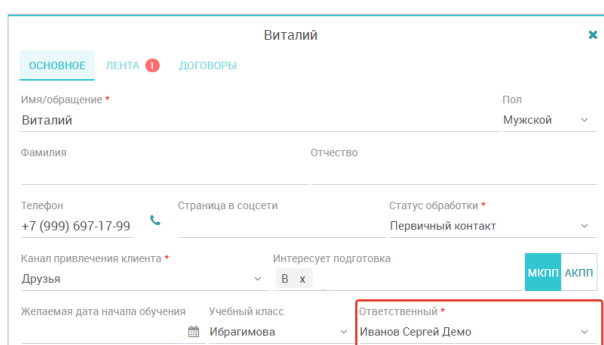 Виталий ×
ОСНОВНОЕ ЛЕНТА 1 ДОГОВОРЫ
Имя/обращение * Пол
Виталий Мужской
Фамилия Отчество
Телефон Страница в соцсети Статус обработки *
+7 (999) 697-17-99 Первичный контакт
Канал привлечения клиента * Интересует подготовка
Друзья B x МКПП АКПП
Желаемая дата начала обучения Учебный класс Ответственный *
Ибрагимова Иванов Сергей Демо